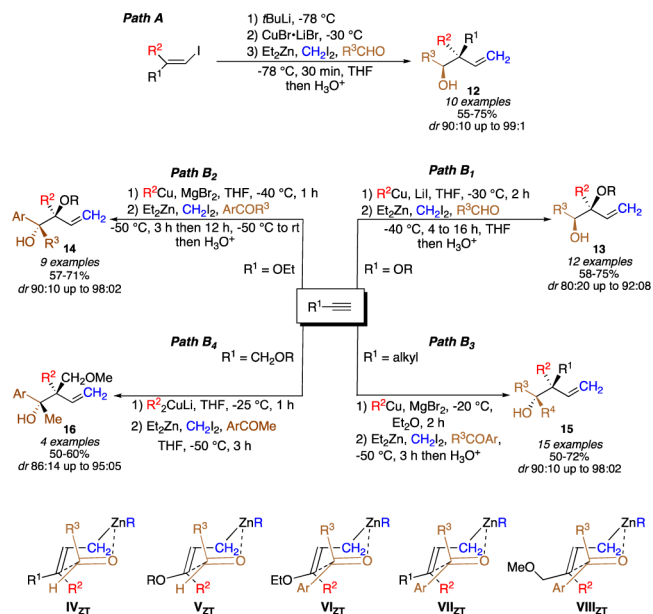 Path A
1) tBuLi, -78 °C
2) CuBr•LiBr, -30 °C
3) Et2Zn, CH2I2, R3CHO
-78 °C, 30 min, THF
then H3O+
R2
I
R1
R1
R2
R3
CH2
OH
12
10 examples
55-75%
dr 90:10 up to 99:1
Path B2
1) R2Cu, MgBr2, THF, -40 °C, 1 h
2) Et2Zn, CH2I2, ArCOR3
-50 °C, 3 h then 12 h, -50 °C to rt
then H3O+
R1 = OEt
R2
OR
Ar
CH2
HO
R3
14
9 examples
57-71%
dr 90:10 up to 98:02
Path B1
1) R2Cu, LiI, THF, -30 °C, 2 h
2) Et2Zn, CH2I2, R3CHO
-40 °C, 4 to 16 h, THF
then H3O+
R1 = OR
R2
OR
R3
CH2
OH
13
12 examples
58-75%
dr 80:20 up to 92:08
R1
Path B4
R1 = CH2OR
1) R22CuLi, THF, -25 °C, 1 h
2) Et2Zn, CH2I2, ArCOMe
THF, -50 °C, 3 h
R2
CH2OMe
Ar
CH2
HO
Me
16
4 examples
50-60%
dr 86:14 up to 95:05
Path B3
R1 = alkyl
1) R2Cu, MgBr2, -20 °C,
Et2O, 2 h
2) Et2Zn, CH2I2, R3COAr,
-50 °C, 3 h then H3O+
R2
R1
R3
CH2
HO
R4
15
15 examples
50-72%
dr 90:10 up to 98:02
R3
ZnR
CH2
O
R1
H
R2
IVZT
R3
ZnR
CH2
O
RO
H
R2
VZT
R3
ZnR
CH2
O
EtO
Ar
R2
VIZT
R3
ZnR
CH2
O
R1
Ar
R2
VIIZT
R3
ZnR
CH2
O
MeO
Ar
R2
VIIIZT